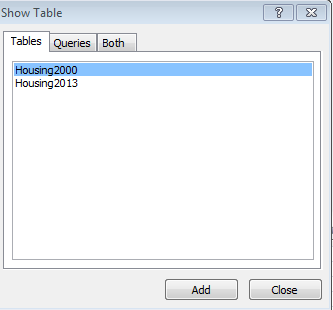 Show Table
Tables Queries Both
Housing2000
Housing2013
Add Close